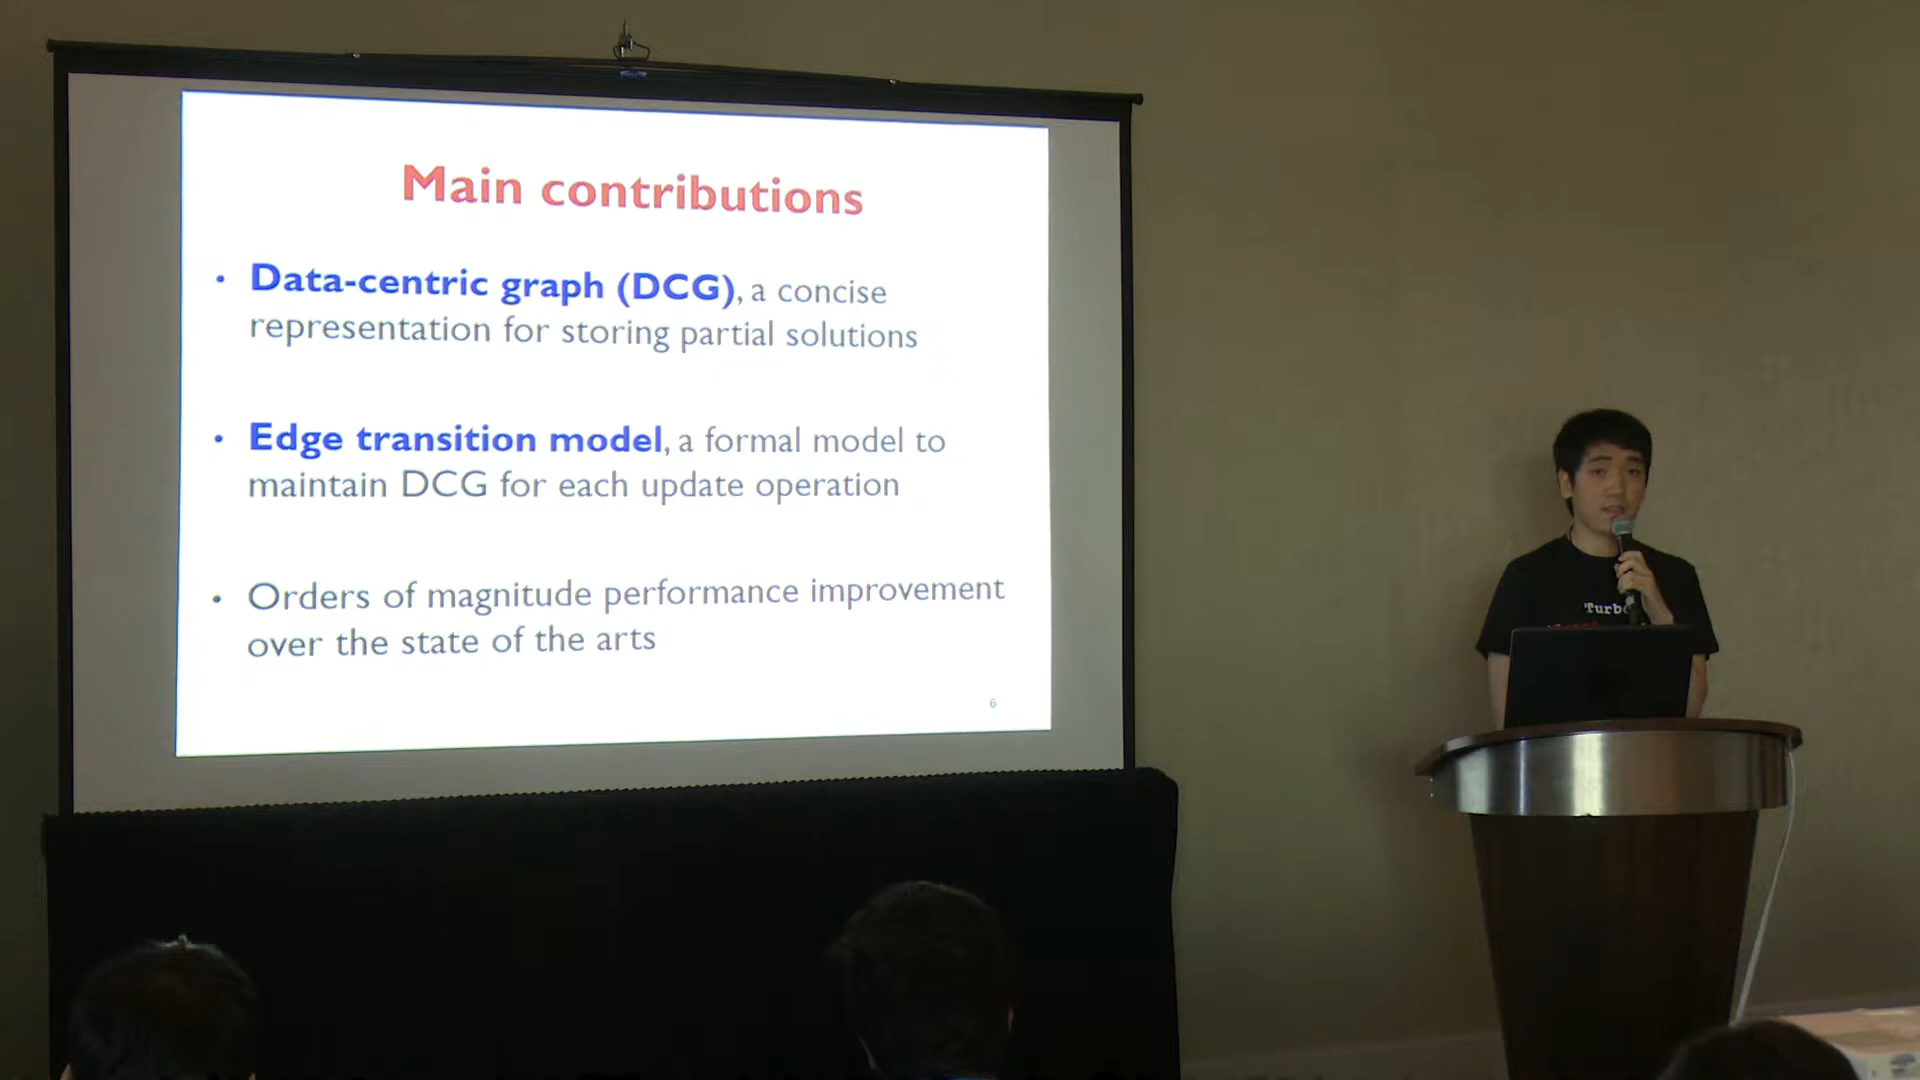 Main contributions
• Data-centric graph (DCG), a concise
representation for storing partial solutions
• Edge transition model, a formal model to
maintain DCG for each update operation
• Orders of magnitude performance improvement
over the state of the arts
6